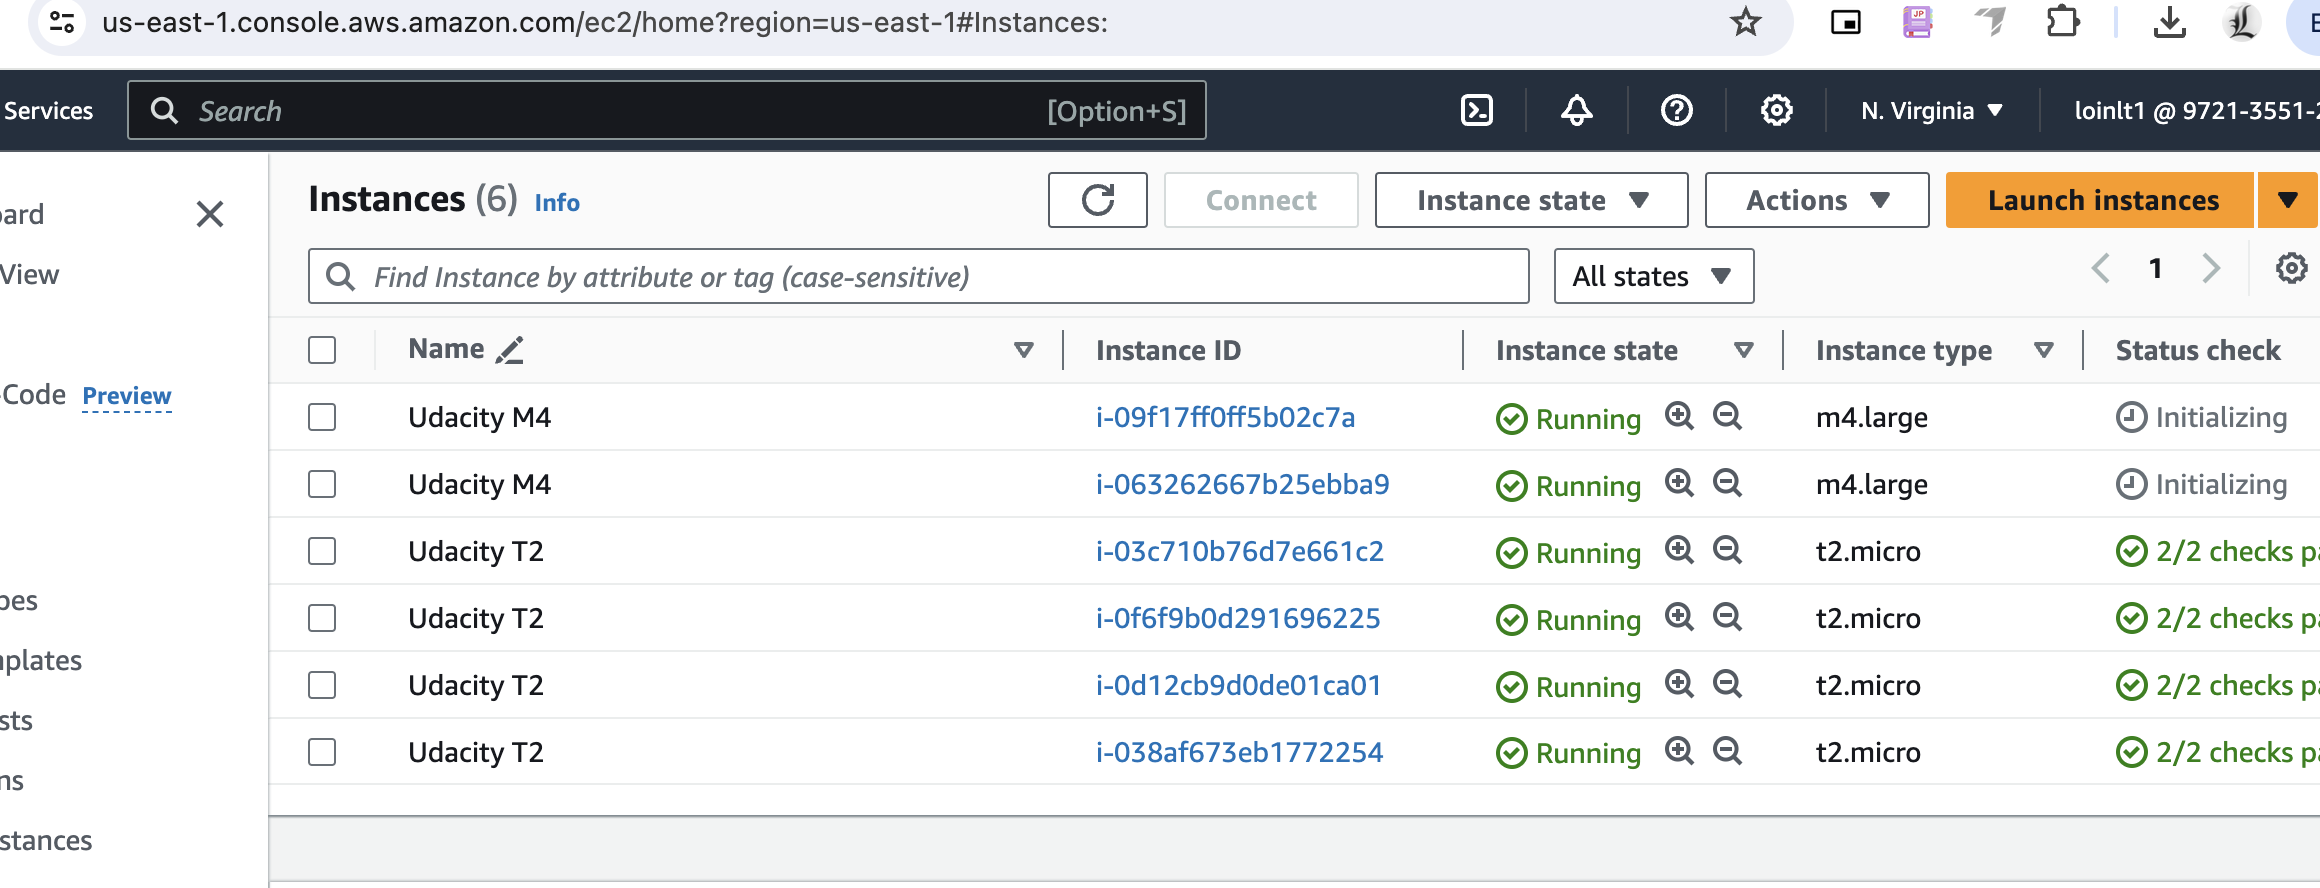 us-east-1.console.aws.amazon.com/ec2/home?region=us-east-1#Instances:
JP
Services
Search
[Option+S]
N. Virginia
loinlt1 @ 9721-3551-
View
-Code Preview
stances
Instances (6) Info
Connect
Instance state
Actions
Launch instances
Find Instance by attribute or tag (case-sensitive)
All states
1
Name Instance ID Instance state Instance type Status check
Udacity M4 i-09f17ff0ff5b02c7a Running m4.large Initializing
Udacity M4 i-063262667b25ebba9 Running m4.large Initializing
Udacity T2 i-03c710b76d7e661c2 Running t2.micro 2/2 checks
Udacity T2 i-0f6f9b0d291696225 Running t2.micro 2/2 checks
Udacity T2 i-0d12cb9d0de01ca01 Running t2.micro 2/2 checks
Udacity T2 i-038af673eb1772254 Running t2.micro 2/2 checks